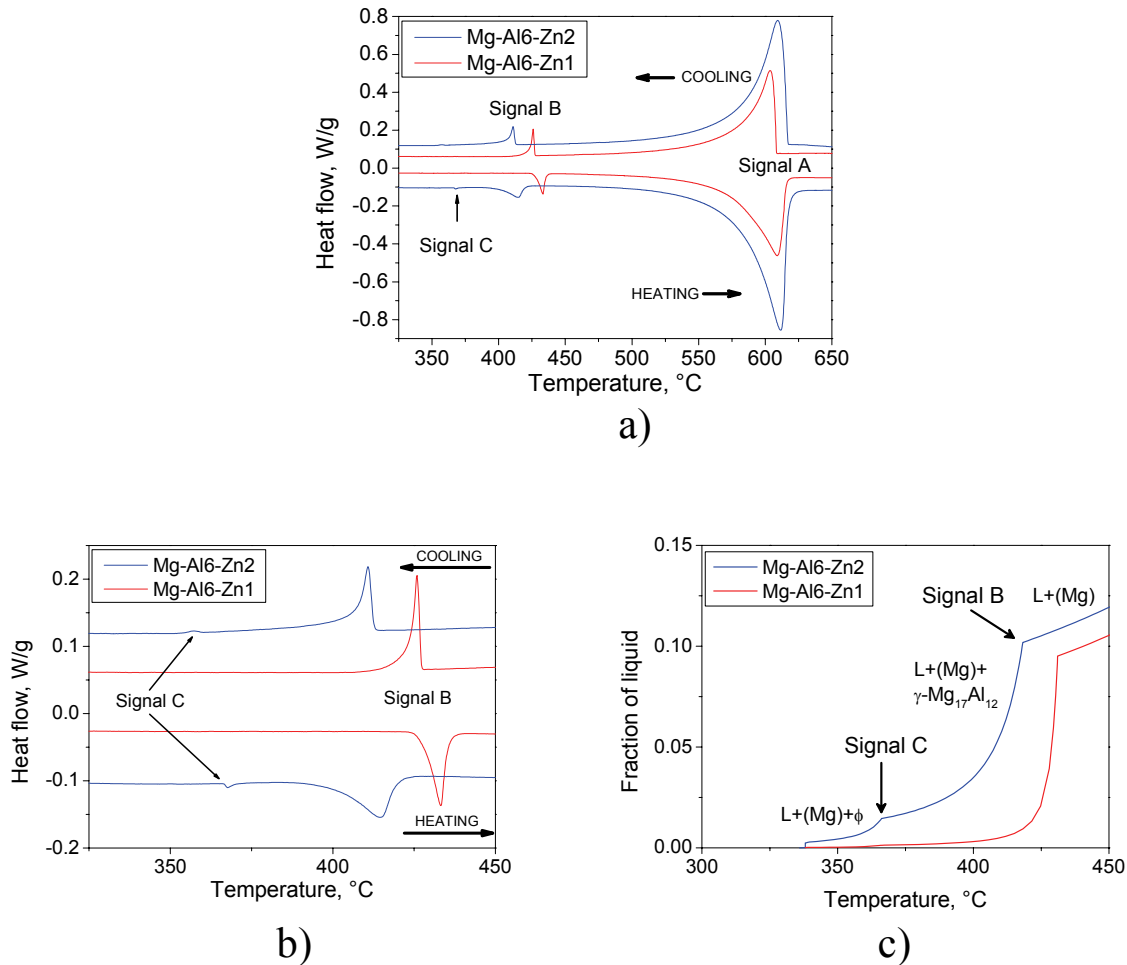 0.8
0.6
0.4
0.2
0.0
-0.2
-0.4
-0.6
-0.8
Heat flow, W/g
Mg-Al6-Zn2
Mg-Al6-Zn1
COOLING
Signal B
Signal A
Signal C
HEATING
350 400 450 500 550 600 650
Temperature, °C
a)
0.2
0.1
0.0
-0.1
-0.2
Heat flow, W/g
Mg-Al6-Zn2
Mg-Al6-Zn1
COOLING
Signal C
Signal B
HEATING
350 400 450
Temperature, °C
b)
0.15
0.10
0.05
0.00
Fraction of liquid
Mg-Al6-Zn2
Mg-Al6-Zn1
Signal B
L+(Mg)
L+(Mg)+
γ-Mg₁₇Al₁₂
Signal C
L+(Mg)+ϕ
300 350 400 450
Temperature, °C
c)